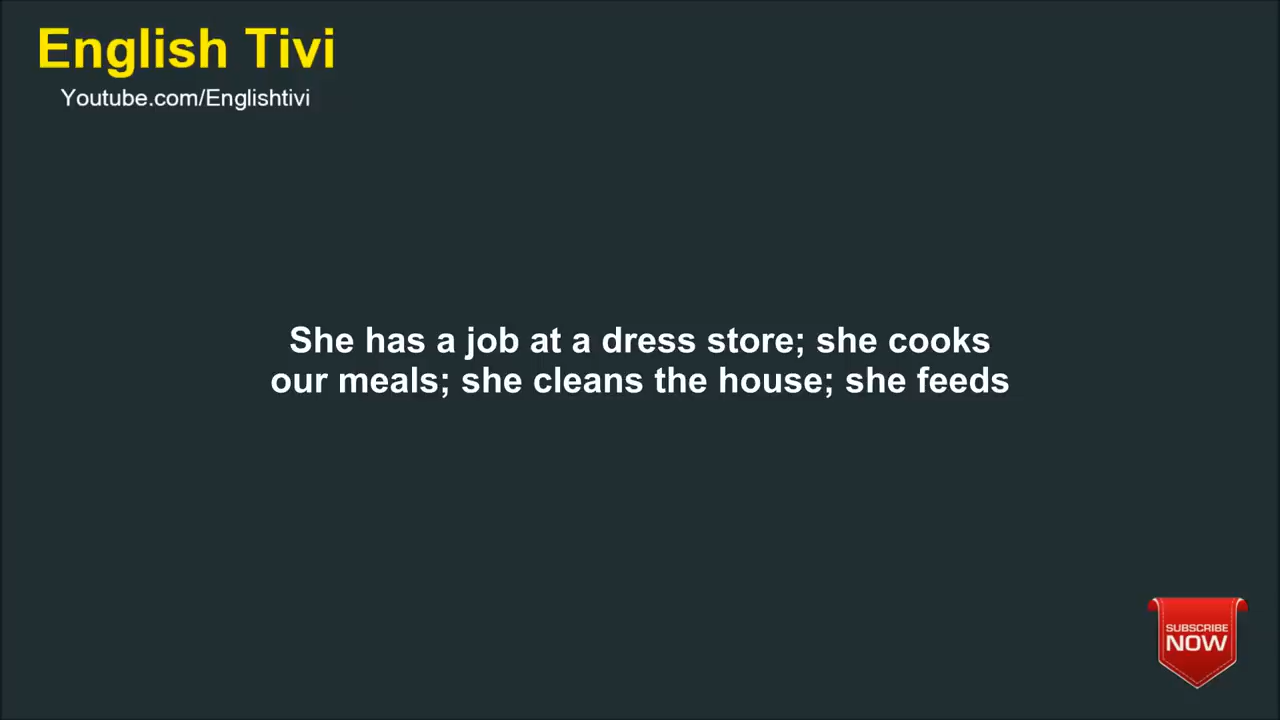 English Tivi
Youtube.com/Englishtivi
She has a job at a dress store; she cooks
our meals; she cleans the house; she feeds
SUBSCRIBE
NOW